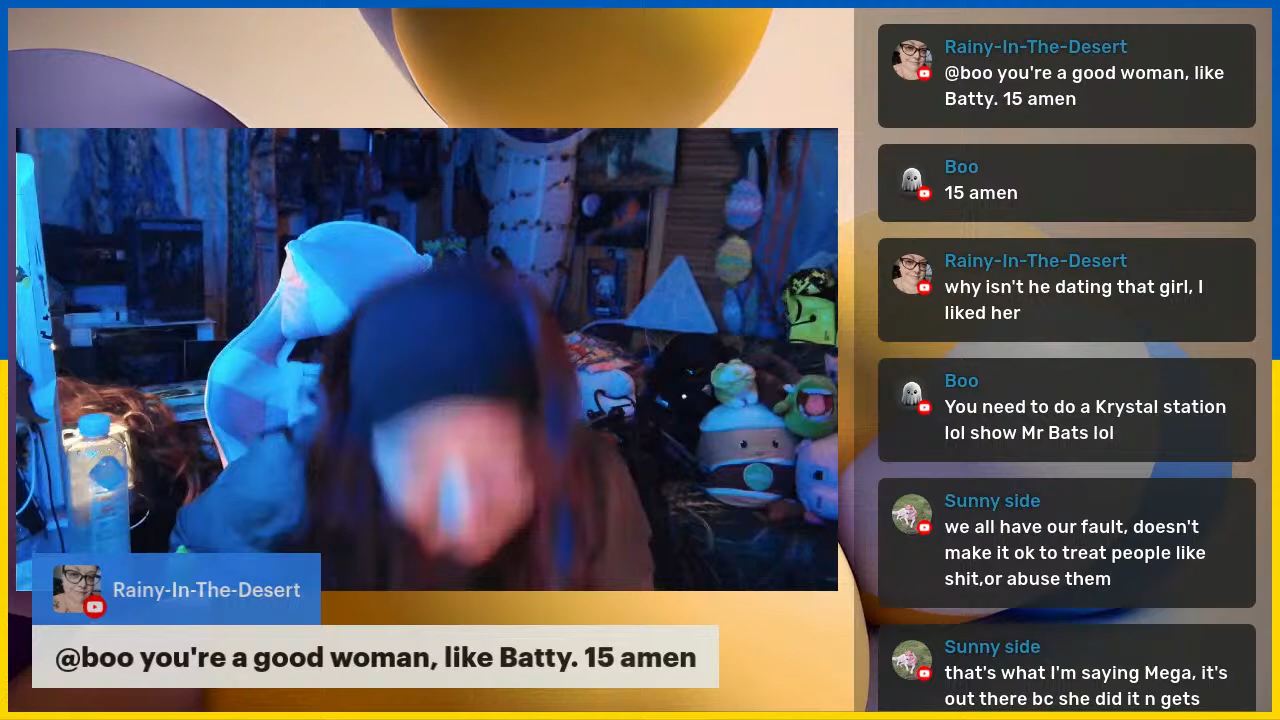 Rainy-In-The-Desert
@boo you're a good woman, like
Batty. 15 amen
Boo
15 amen
Rainy-In-The-Desert
why isn't he dating that girl, I
liked her
Boo
You need to do a Krystal station
lol show Mr Bats lol
Sunny side
we all have our fault, doesn't
make it ok to treat people like
shit,or abuse them
Sunny side
that's what I'm saying Mega, it's
out there bc she did it n gets
Rainy-In-The-Desert
@boo you're a good woman, like Batty. 15 amen